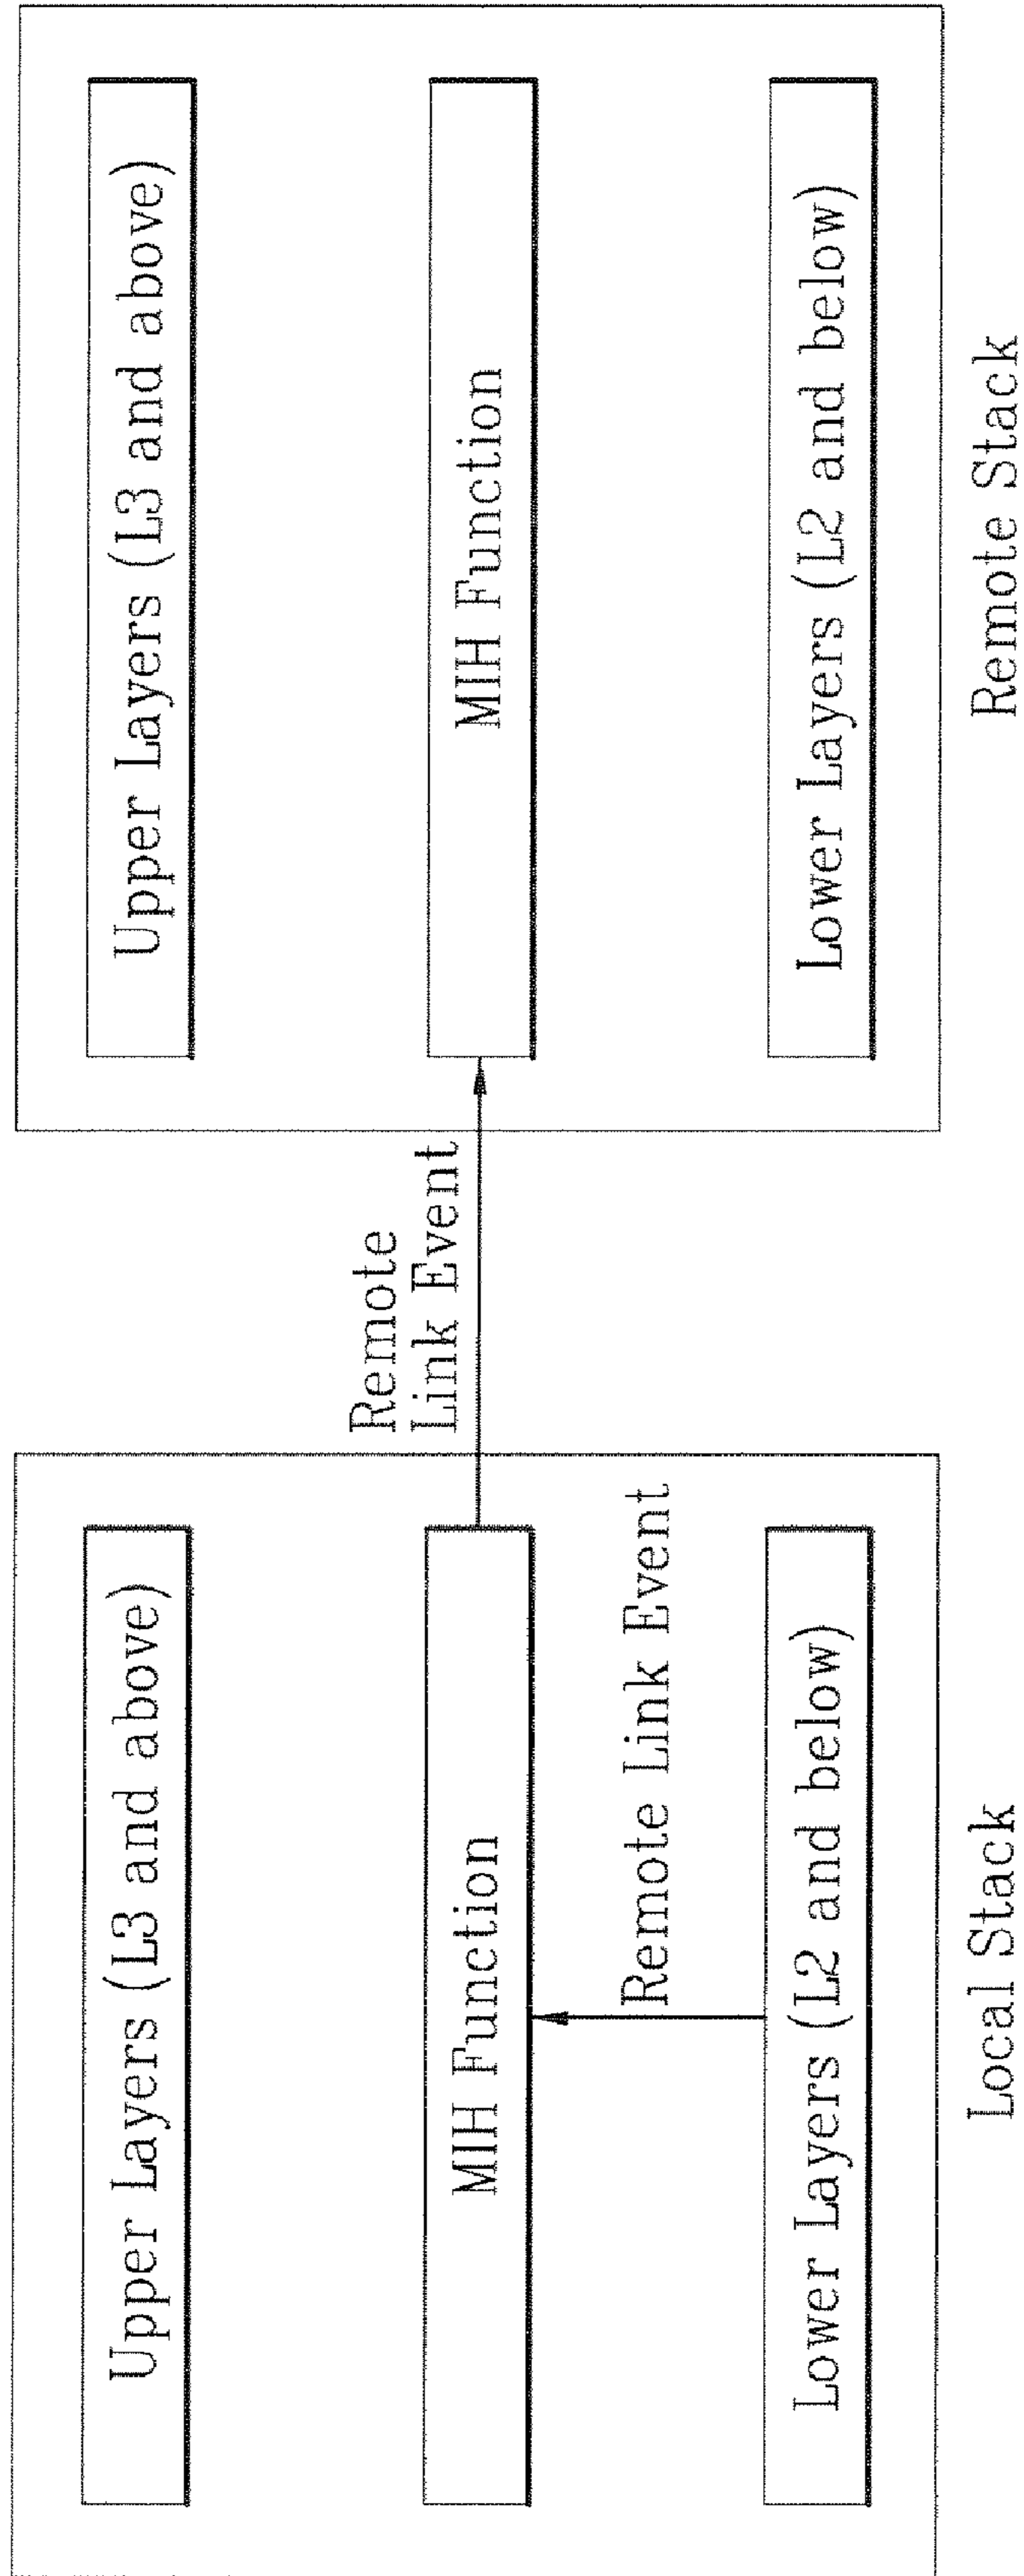 Upper Layers (L3 and above)
MIH Function
Remote Link Event
Lower Layers (L2 and below)
Local Stack
Remote
Link Event
Upper Layers (L3 and above)
MIH Function
Lower Layers (L2 and below)
Remote Stack